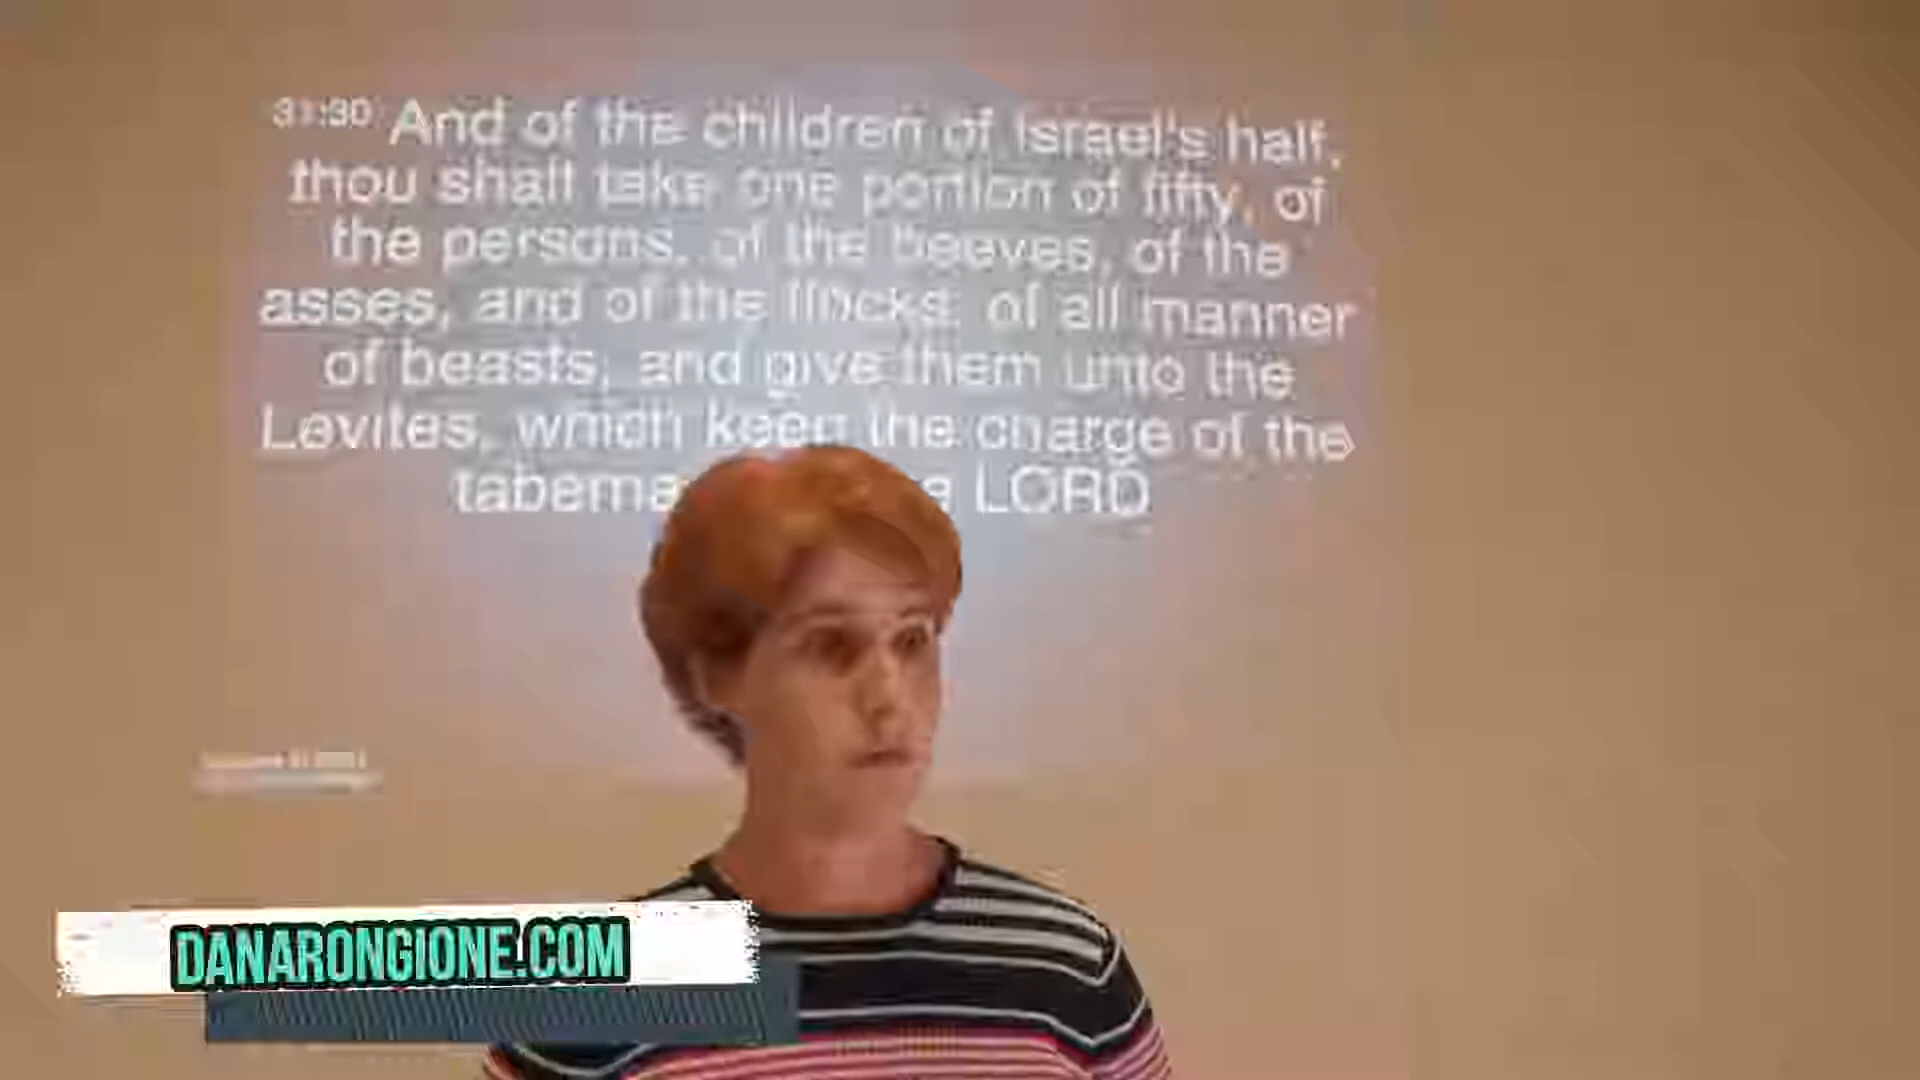 31:30 And of the children of Israel's half,
thou shalt take one portion of fifty, of
the persons, of the beeves, of the
asses, and of the flocks, of all manner
of beasts, and give them unto the
Levites, which keep the charge of the
LORD
DANARONGIONE.COM